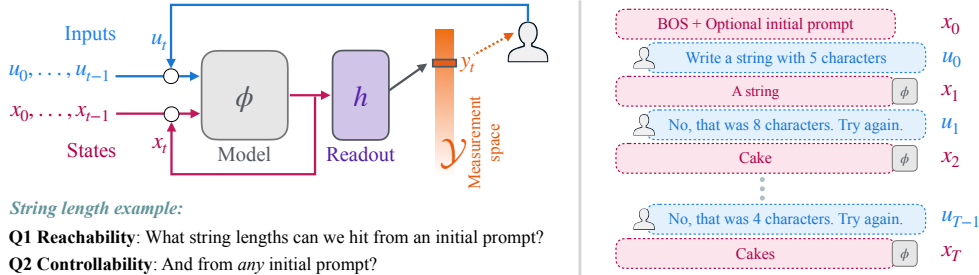 Inputs
u_t
u_0, ..., u_{t-1}
ϕ
h
y_t
x_0, ..., x_{t-1}
x_t
States
Model
Readout
𝒴
Measurement space
String length example:
Q1 Reachability: What string lengths can we hit from an initial prompt?
Q2 Controllability: And from any initial prompt?
BOS + Optional initial prompt
x_0
Write a string with 5 characters
u_0
A string
ϕ
x_1
No, that was 8 characters. Try again.
u_1
Cake
ϕ
x_2
No, that was 4 characters. Try again.
u_{T-1}
Cakes
ϕ
x_T